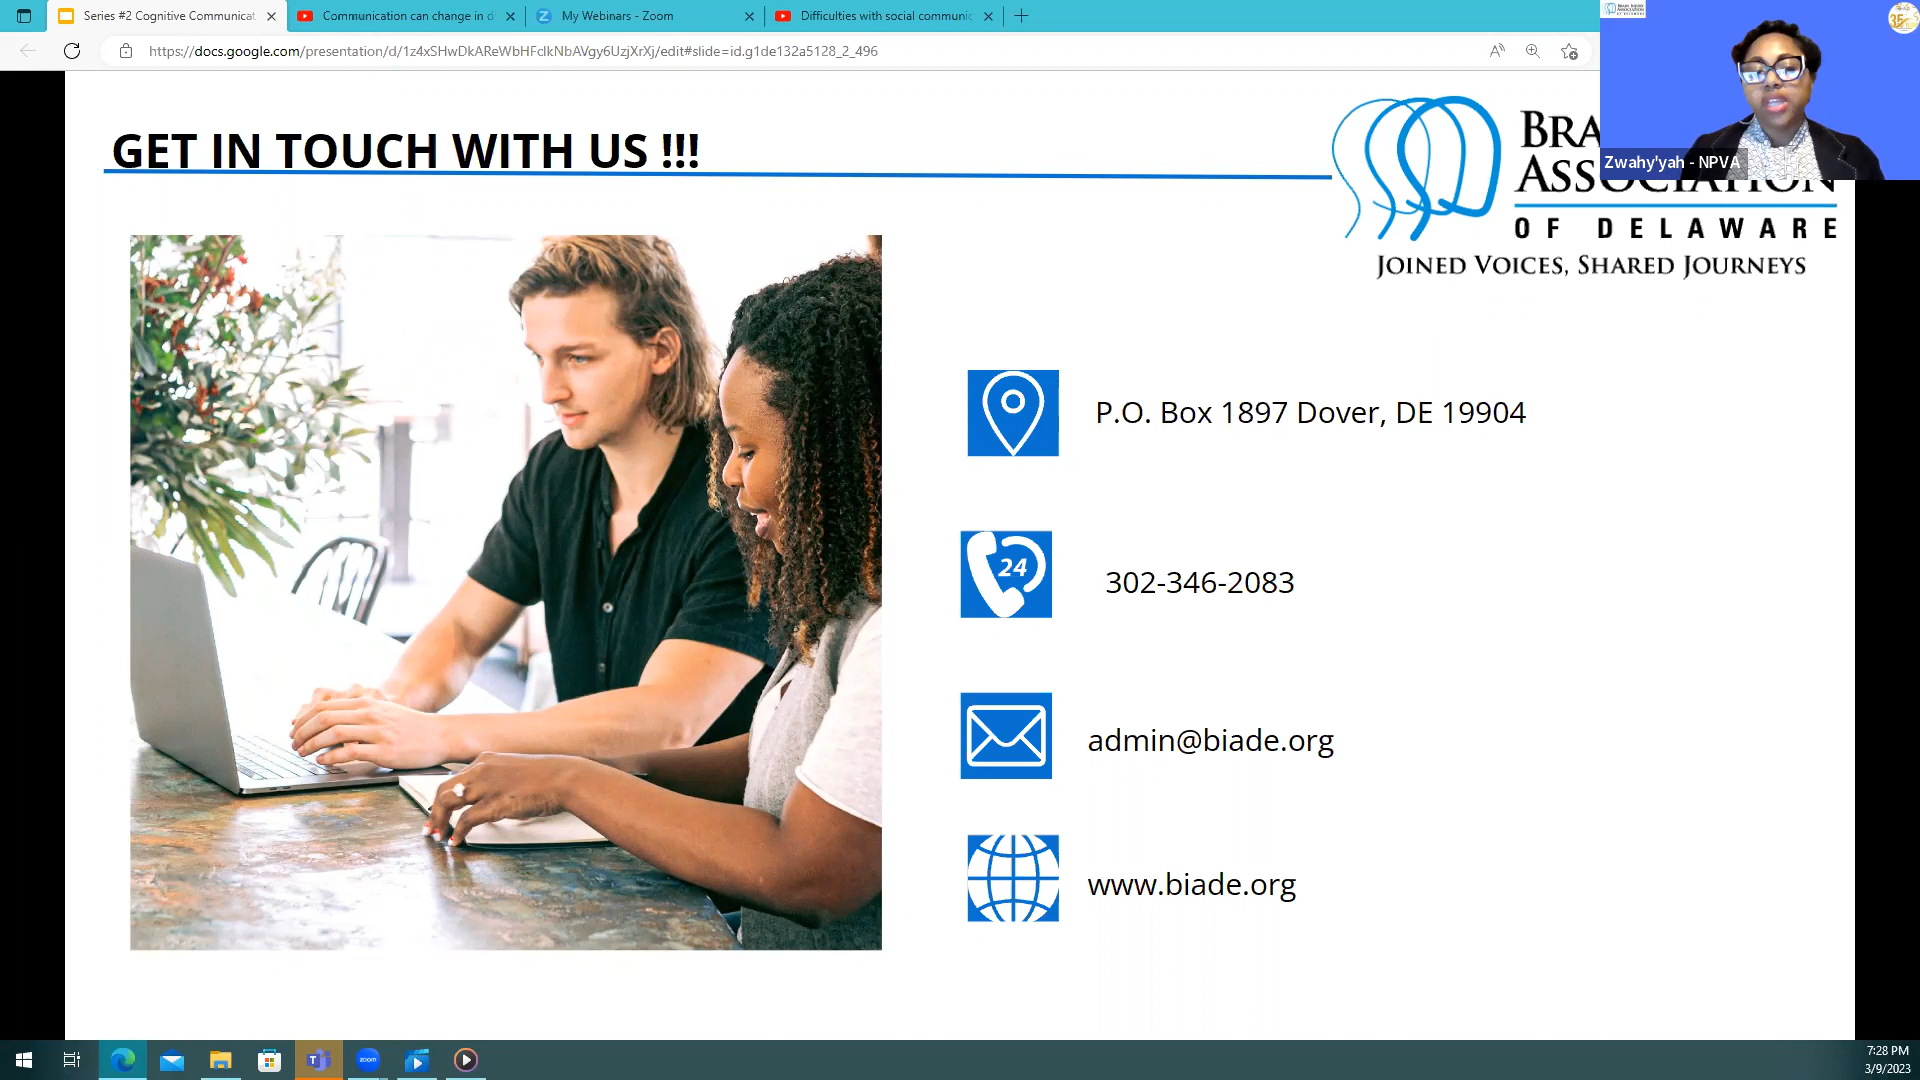 Series #2 Cognitive Communicat
Communication can change in d
My Webinars - Zoom
Difficulties with social communic
https://docs.google.com/presentation/d/1z4xSHwDkAReWbHFclkNbAVgy6UzjXrXj/edit#slide=id.g1de132a5128_2_496
GET IN TOUCH WITH US !!!
BRA
ASSOCIATION
OF DELAWARE
JOINED VOICES, SHARED JOURNEYS
Zwahy'yah - NPVA
P.O. Box 1897 Dover, DE 19904
24
302-346-2083
admin@biade.org
www.biade.org
zoom
7:28 PM
3/9/2023